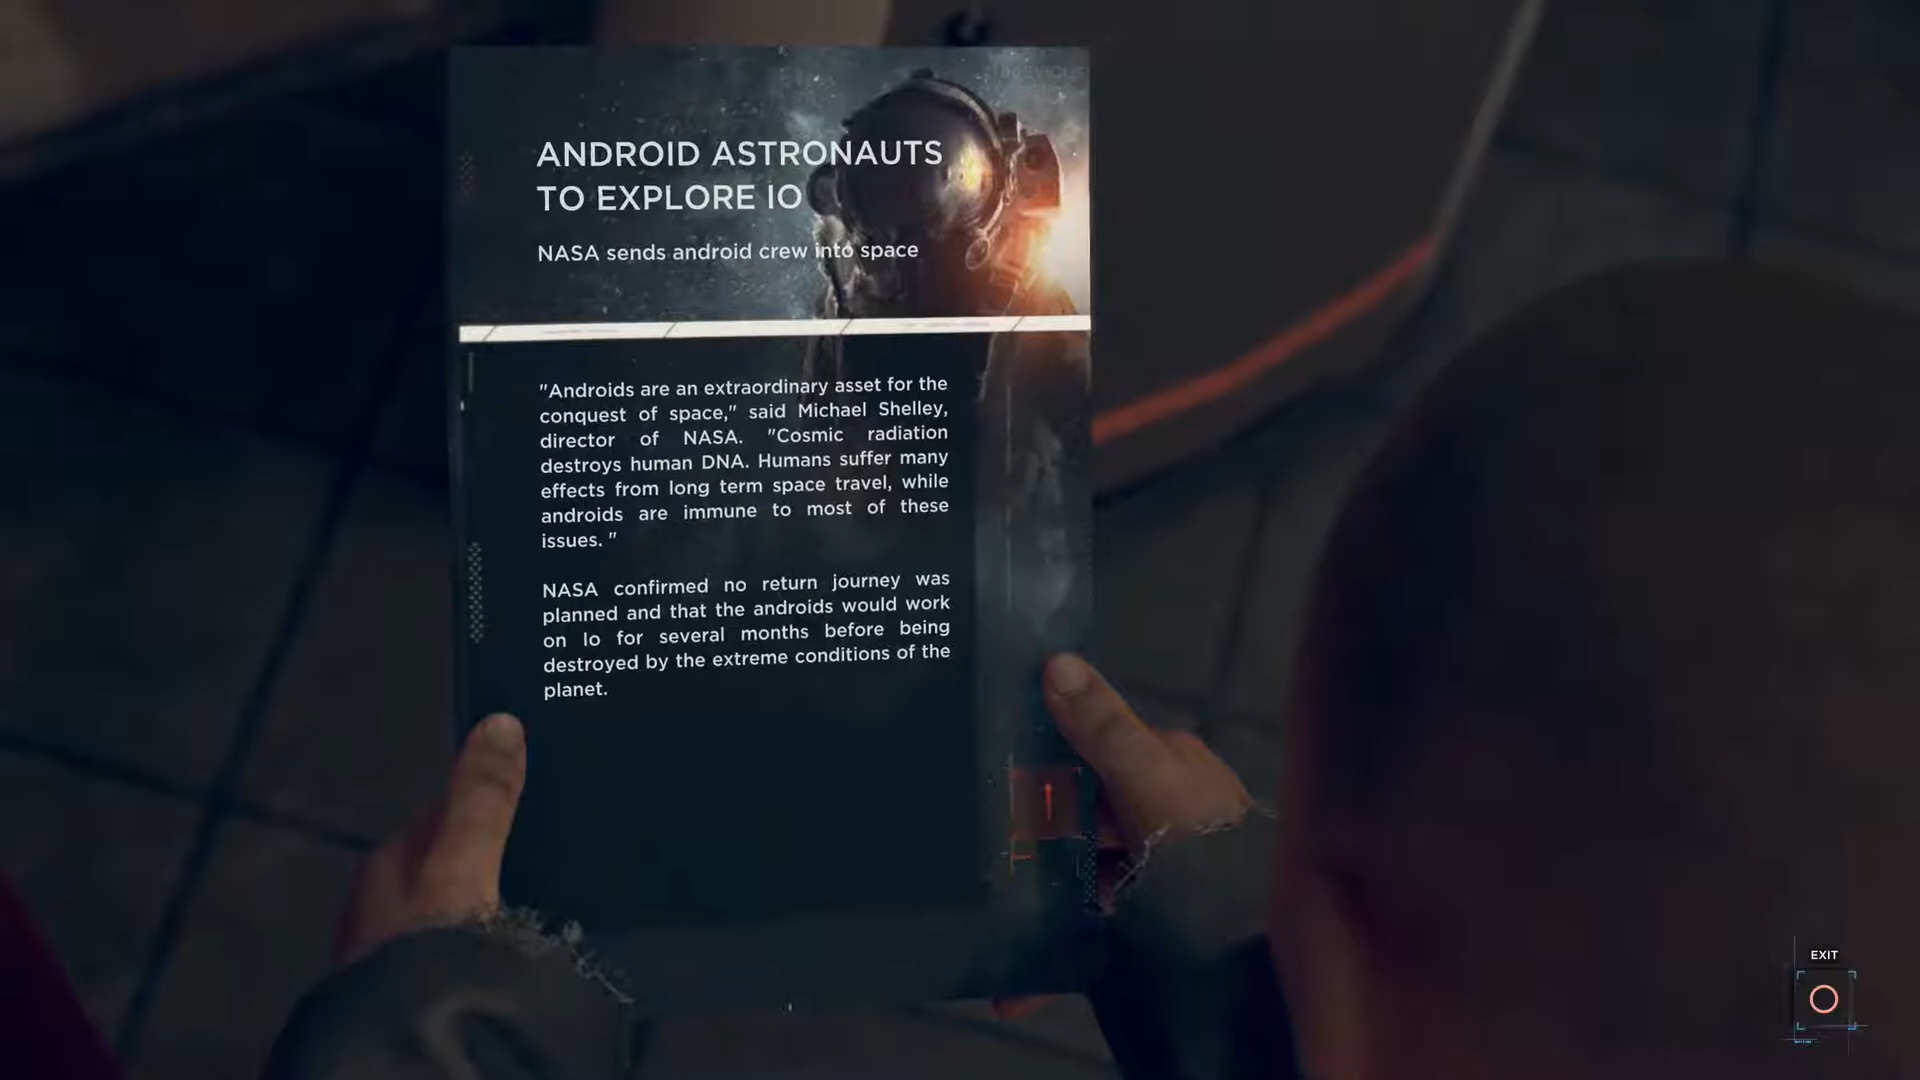 ANDROID ASTRONAUTS
TO EXPLORE IO
NASA sends android crew into space
"Androids are an extraordinary asset for the
conquest of space," said Michael Shelley,
director of NASA. "Cosmic radiation
destroys human DNA. Humans suffer many
effects from long term space travel, while
androids are immune to most of these
issues. "
NASA confirmed no return journey was
planned and that the androids would work
on Io for several months before being
destroyed by the extreme conditions of the
planet.
EXIT